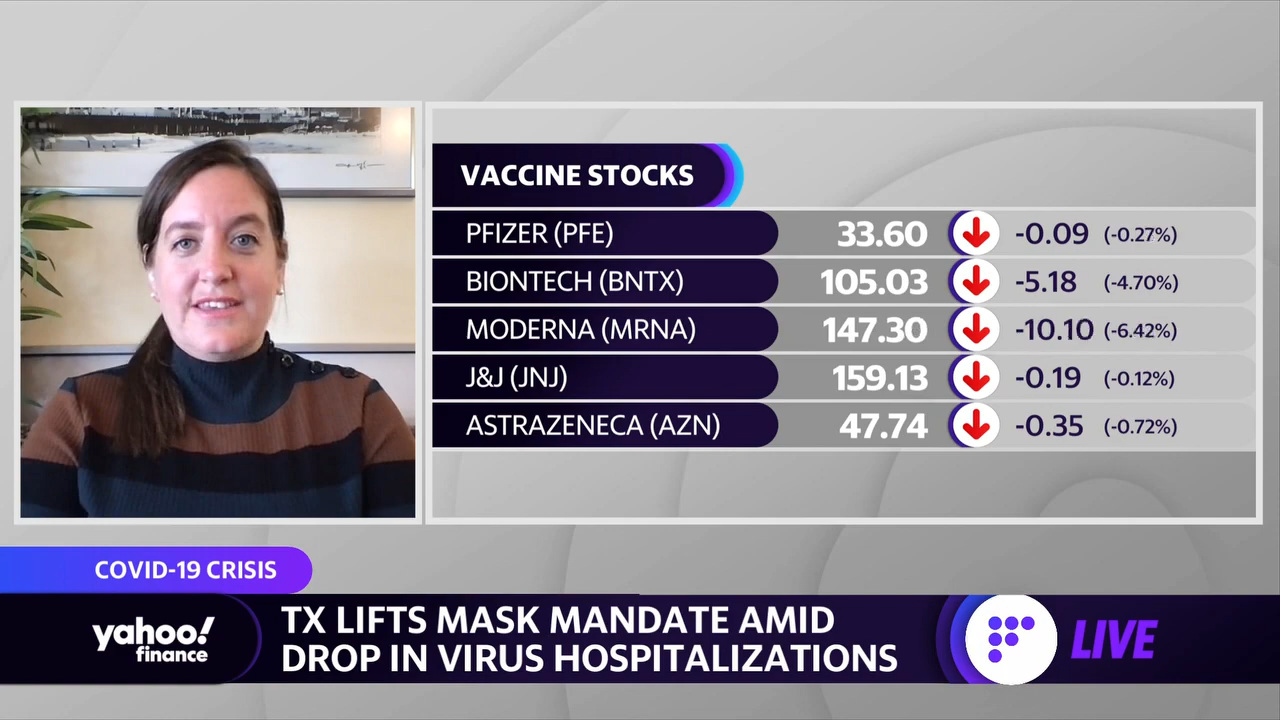 VACCINE STOCKS
PFIZER (PFE) 33.60 -0.09 (-0.27%)
BIONTECH (BNTX) 105.03 -5.18 (-4.70%)
MODERNA (MRNA) 147.30 -10.10 (-6.42%)
J&J (JNJ) 159.13 -0.19 (-0.12%)
ASTRAZENECA (AZN) 47.74 -0.35 (-0.72%)
COVID-19 CRISIS
yahoo!
finance
TX LIFTS MASK MANDATE AMID
DROP IN VIRUS HOSPITALIZATIONS
LIVE